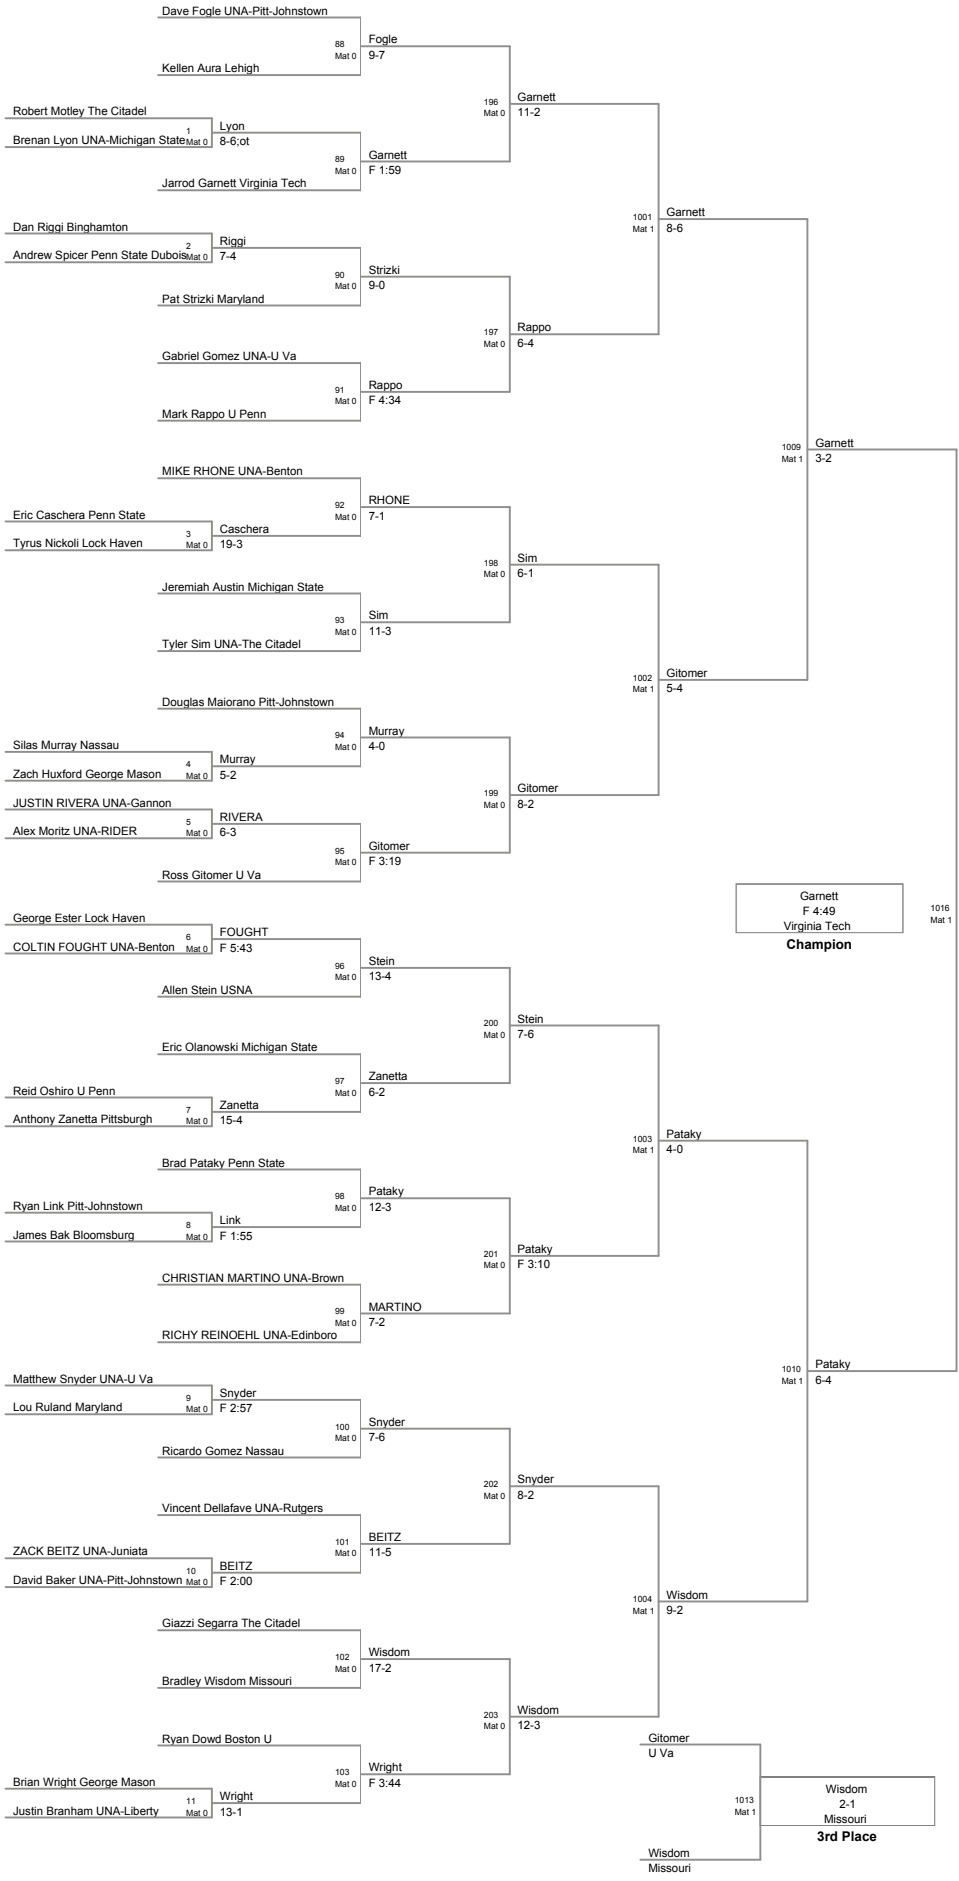 Dave Fogle UNA-Pitt-Johnstown
88 Fogle
Mat 0 9-7
Kellen Aura Lehigh
196 Garnett
Mat 0 11-2
Robert Motley The Citadel
1 Lyon
Brenan Lyon UNA-Michigan State Mat 0 8-6;ot
89 Garnett
Mat 0 F 1:59
Jarrod Garnett Virginia Tech
1001 Garnett
Mat 1 8-6
Dan Riggi Binghamton
2 Riggi
Andrew Spicer Penn State Dubois Mat 0 7-4
90 Strizki
Mat 0 9-0
Pat Strizki Maryland
197 Rappo
Mat 0 6-4
Gabriel Gomez UNA-U Va
91 Rappo
Mat 0 F 4:34
Mark Rappo U Penn
1009 Garnett
Mat 1 3-2
MIKE RHONE UNA-Benton
92 RHONE
Mat 0 7-1
Eric Caschera Penn State
3 Caschera
Tyrus Nickoli Lock Haven Mat 0 19-3
198 Sim
Mat 0 6-1
Jeremiah Austin Michigan State
93 Sim
Mat 0 11-3
Tyler Sim UNA-The Citadel
1002 Gitomer
Mat 1 5-4
Douglas Maiorano Pitt-Johnstown
94 Murray
Mat 0 4-0
Silas Murray Nassau
4 Murray
Zach Huxford George Mason Mat 0 5-2
199 Gitomer
Mat 0 8-2
JUSTIN RIVERA UNA-Gannon
5 RIVERA
Alex Moritz UNA-RIDER Mat 0 6-3
95 Gitomer
Mat 0 F 3:19
Ross Gitomer U Va
Garnett
F 4:49
Virginia Tech
Champion
1016
Mat 1
George Ester Lock Haven
6 FOUGHT
COLTIN FOUGHT UNA-Benton Mat 0 F 5:43
96 Stein
Mat 0 13-4
Allen Stein USNA
200 Stein
Mat 0 7-6
Eric Olanowski Michigan State
97 Zanetta
Mat 0 6-2
Reid Oshiro U Penn
7 Zanetta
Anthony Zanetta Pittsburgh Mat 0 15-4
1003 Pataky
Mat 1 4-0
Brad Pataky Penn State
98 Pataky
Mat 0 12-3
Ryan Link Pitt-Johnstown
8 Link
James Bak Bloomsburg Mat 0 F 1:55
201 Pataky
Mat 0 F 3:10
CHRISTIAN MARTINO UNA-Brown
99 MARTINO
Mat 0 7-2
RICHY REINOEHL UNA-Edinboro
1010 Pataky
Mat 1 6-4
Matthew Snyder UNA-U Va
9 Snyder
Lou Ruland Maryland Mat 0 F 2:57
100 Snyder
Mat 0 7-6
Ricardo Gomez Nassau
202 Snyder
Mat 0 8-2
Vincent Dellafave UNA-Rutgers
101 BEITZ
Mat 0 11-5
ZACK BEITZ UNA-Juniata
10 BEITZ
David Baker UNA-Pitt-Johnstown Mat 0 F 2:00
1004 Wisdom
Mat 1 9-2
Giazzi Segarra The Citadel
102 Wisdom
Mat 0 17-2
Bradley Wisdom Missouri
203 Wisdom
Mat 0 12-3
Ryan Dowd Boston U
103 Wright
Mat 0 F 3:44
Brian Wright George Mason
11 Wright
Justin Branham UNA-Liberty Mat 0 13-1
Gitomer
U Va
1013
Mat 1
Wisdom
2-1
Missouri
3rd Place
Wisdom
Missouri